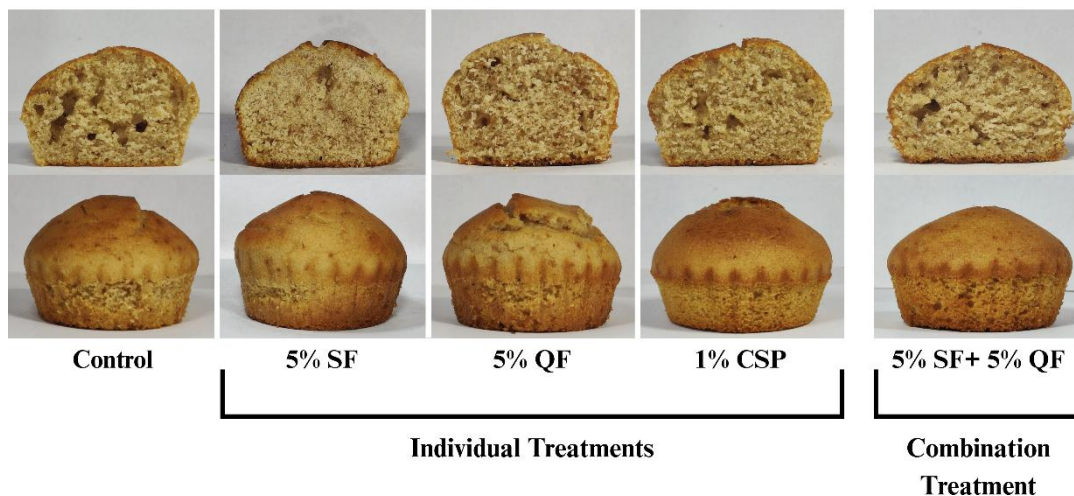 Control
5% SF
5% QF
1% CSP
5% SF+ 5% QF
Individual Treatments
Combination
Treatment